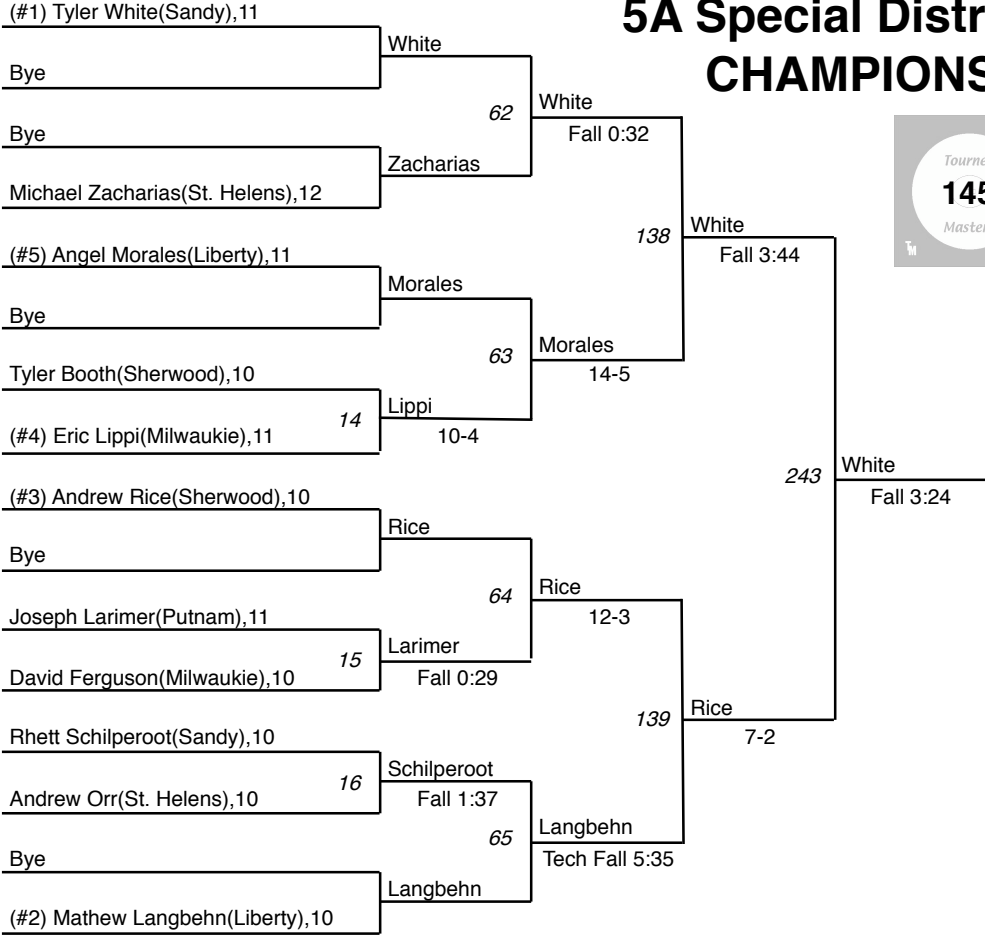 (#1) Tyler White(Sandy),11
5A Special Distr
CHAMPIONS
White
Bye
62
White
Fall 0:32
Bye
Zacharias
Michael Zacharias(St. Helens),12
Tourne
145
Master
TM
138
White
Fall 3:44
(#5) Angel Morales(Liberty),11
Morales
Bye
63
Morales
14-5
Tyler Booth(Sherwood),10
14
Lippi
10-4
(#4) Eric Lippi(Milwaukie),11
243
White
Fall 3:24
(#3) Andrew Rice(Sherwood),10
Rice
Bye
64
Rice
12-3
Joseph Larimer(Putnam),11
15
Larimer
Fall 0:29
David Ferguson(Milwaukie),10
139
Rice
7-2
Rhett Schilperoot(Sandy),10
16
Schilperoot
Fall 1:37
Andrew Orr(St. Helens),10
65
Langbehn
Tech Fall 5:35
Bye
Langbehn
(#2) Mathew Langbehn(Liberty),10